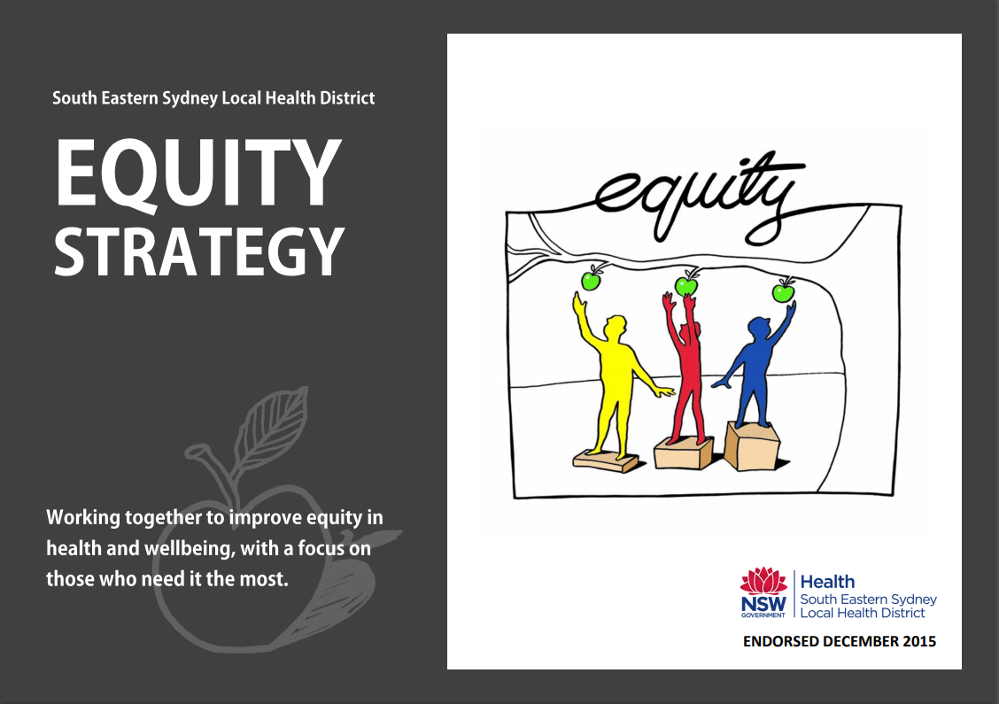 South Eastern Sydney Local Health District
EQUITY
STRATEGY
Working together to improve equity in
health and wellbeing, with a focus on
those who need it the most.
equity
NSW
GOVERNMENT
Health
South Eastern Sydney
Local Health District
ENDORSED DECEMBER 2015